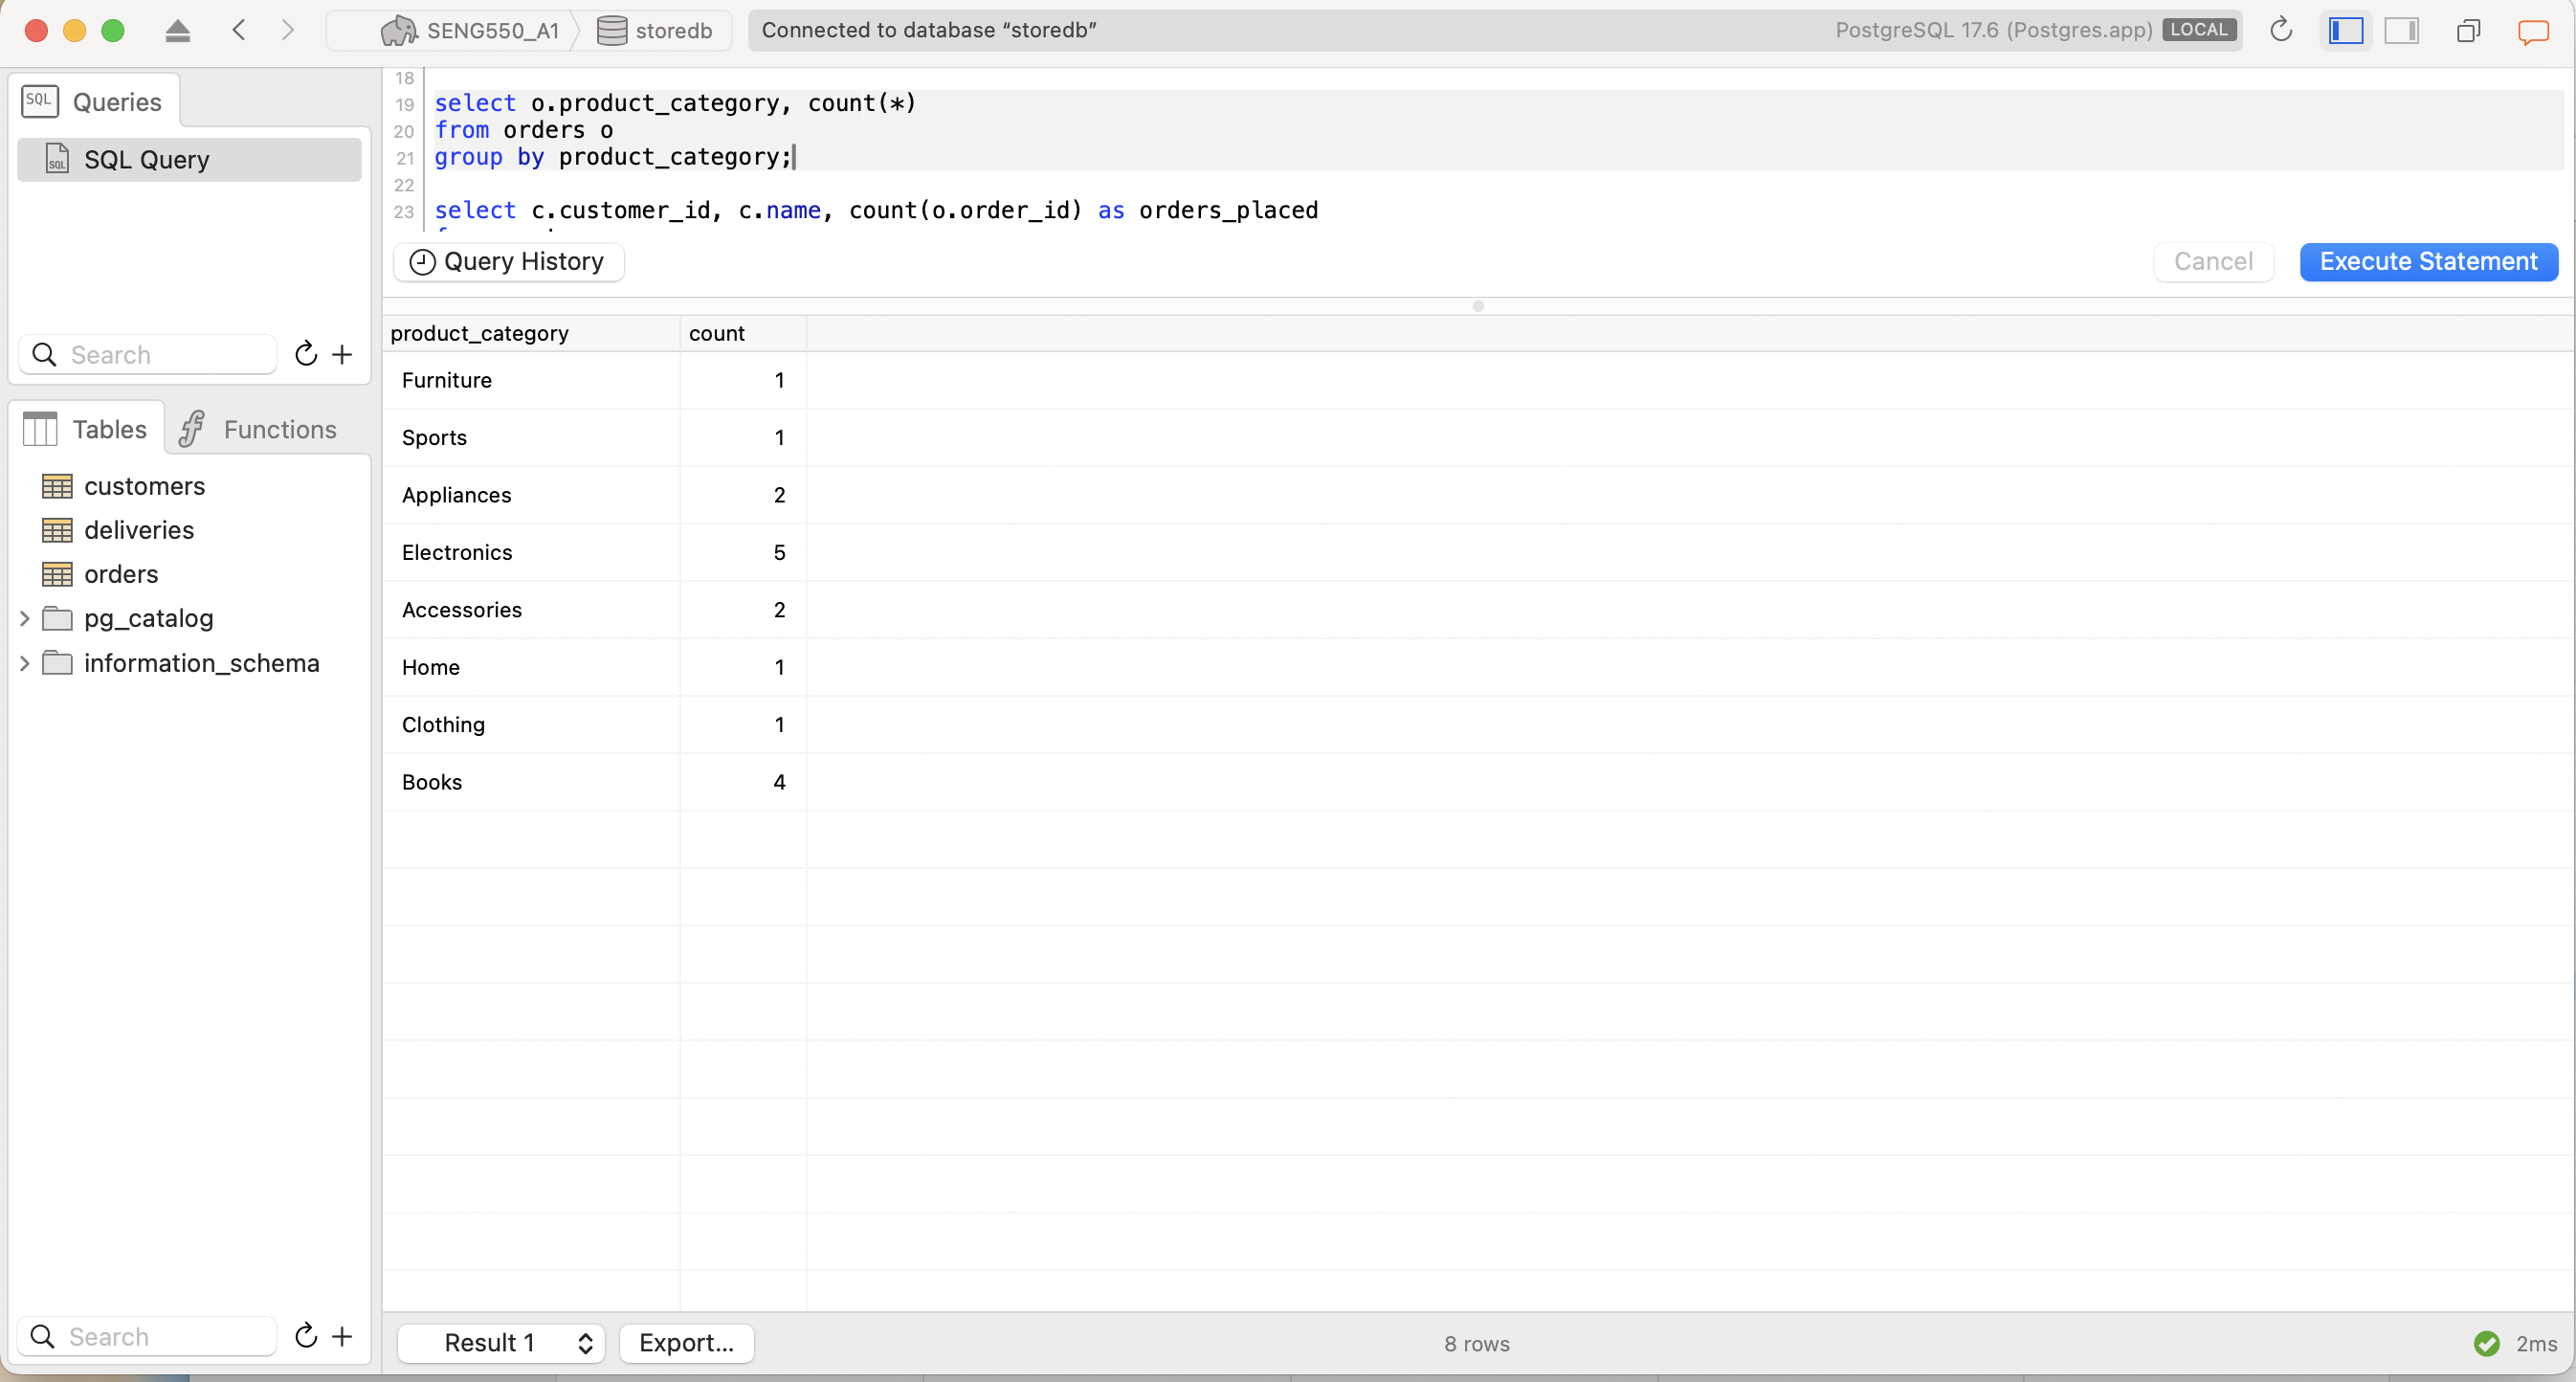 SENG550_A1 storedb Connected to database “storedb” PostgreSQL 17.6 (Postgres.app) LOCAL
SQL Queries
SQL SQL Query
Search
Tables Functions
customers
deliveries
orders
pg_catalog
information_schema
Search
18
19 select o.product_category, count(*)
20 from orders o
21 group by product_category;
22
23 select c.customer_id, c.name, count(o.order_id) as orders_placed
Query History Cancel Execute Statement
product_category count
Furniture 1
Sports 1
Appliances 2
Electronics 5
Accessories 2
Home 1
Clothing 1
Books 4
Result 1 Export... 8 rows 2ms